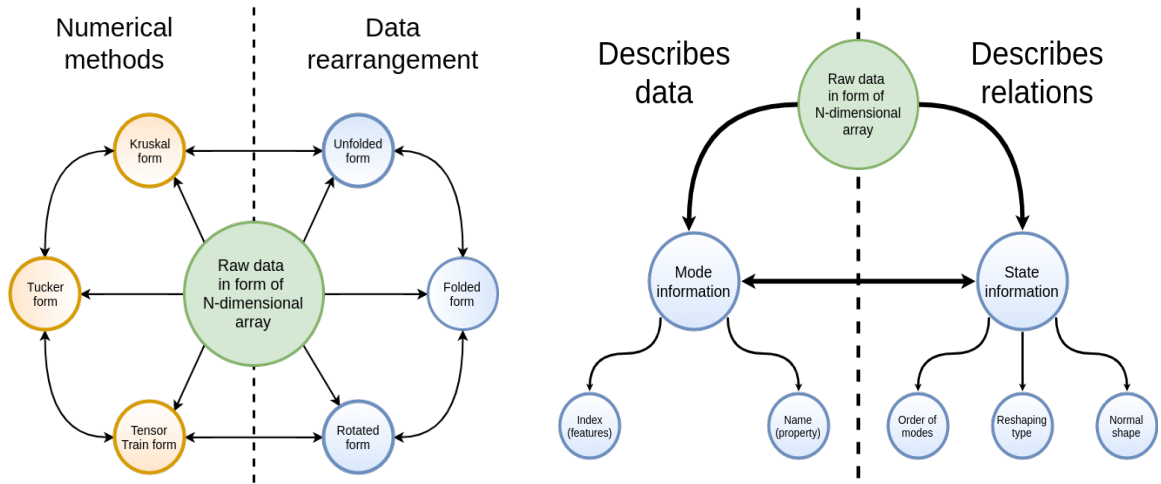 Numerical
methods
Data
rearrangement
Kruskal
form
Unfolded
form
Raw data
in form of
N-dimensional
array
Tucker
form
Folded
form
Tensor
Train form
Rotated
form
Describes
data
Describes
relations
Raw data
in form of
N-dimensional
array
Mode
information
State
information
Index
(features)
Name
(property)
Order of
modes
Reshaping
type
Normal
shape